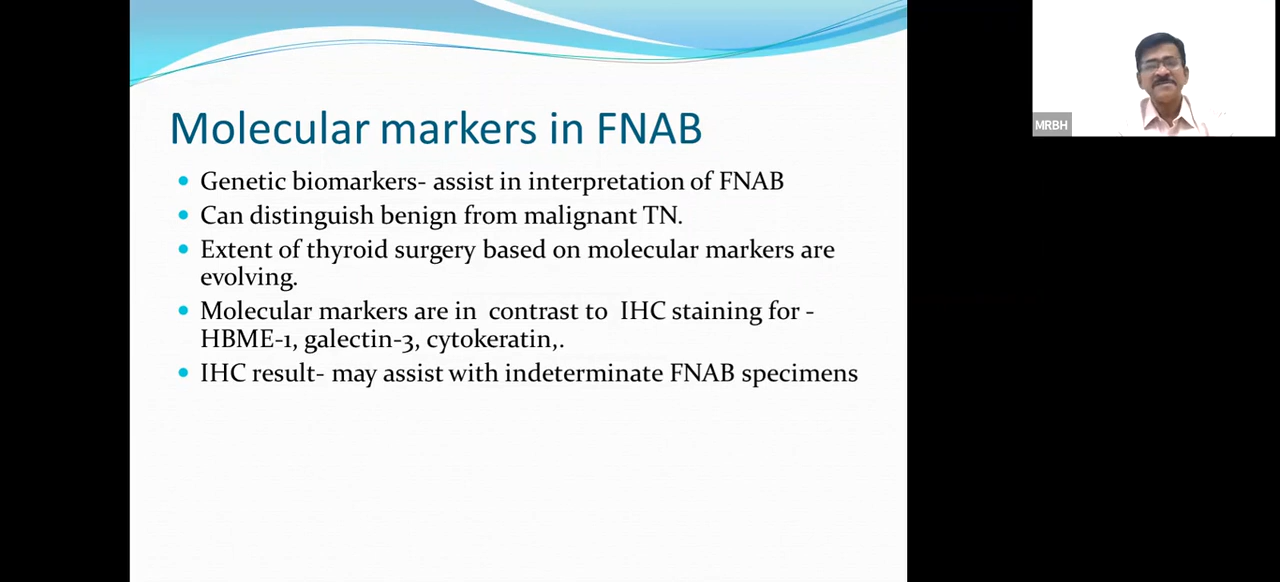 Molecular markers in FNAB
Genetic biomarkers- assist in interpretation of FNAB
Can distinguish benign from malignant TN.
Extent of thyroid surgery based on molecular markers are
evolving.
Molecular markers are in contrast to IHC staining for -
HBME-1, galectin-3, cytokeratin,.
IHC result- may assist with indeterminate FNAB specimens
MRBH